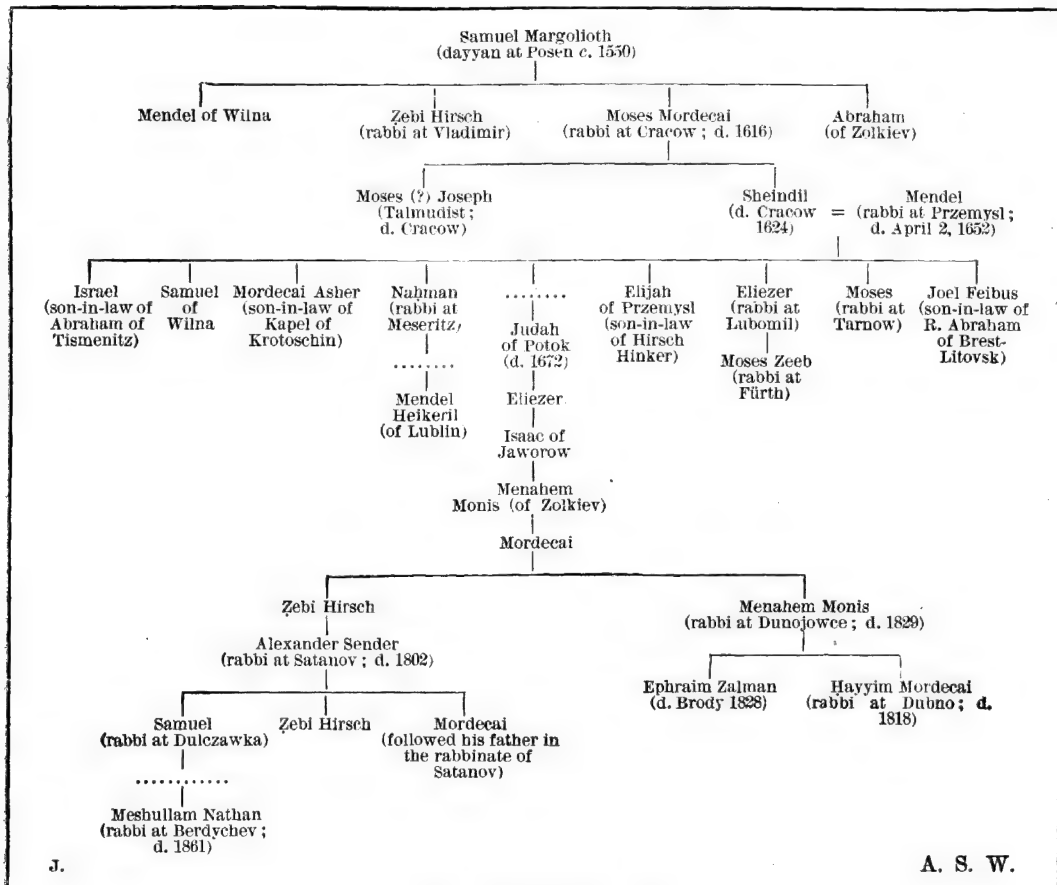 Samuel Margolioth
(dayyan at Posen c. 1550)
Mendel of Wilna
Ẓebi Hirsch
(rabbi at Vladimir)
Moses Mordecai
(rabbi at Cracow; d. 1616)
Abraham
(of Zolkiev)
Moses (?) Joseph
(Talmudist;
d. Cracow)
Sheindil
(d. Cracow
1624)
=
Mendel
(rabbi at Przemysl;
d. April 2, 1652)
Israel
(son-in-law of
Abraham of
Tismenitz)
Samuel
of
Wilna
Mordecai Asher
(son-in-law of
Kapel of
Krotoschin)
Naḥman
(rabbi at
Meseritz)
........
Mendel
Heikeril
(of Lublin)
........
Judah
of Potok
(d. 1672)
Eliezer
Isaac of
Jaworow
Menahem
Monis (of Zolkiev)
Mordecai
Elijah
of Przemysl
(son-in-law
of Hirsch
Hinker)
Eliezer
(rabbi at
Lubomil)
Moses Zeeb
(rabbi at
Fürth)
Moses
(rabbi at
Tarnow)
Joel Feibus
(son-in-law of
R. Abraham
of Brest-
Litovsk)
Ẓebi Hirsch
Alexander Sender
(rabbi at Satanov; d. 1802)
Menahem Monis
(rabbi at Dunojowce; d. 1829)
Samuel
(rabbi at Dulczawka)
............
Meshullam Nathan
(rabbi at Berdychev;
d. 1861)
Ẓebi Hirsch
Mordecai
(followed his father in
the rabbinate of
Satanov)
Ephraim Zalman
(d. Brody 1828)
Ḥayyim Mordecai
(rabbi at Dubno; d.
1818)
J.
A. S. W.